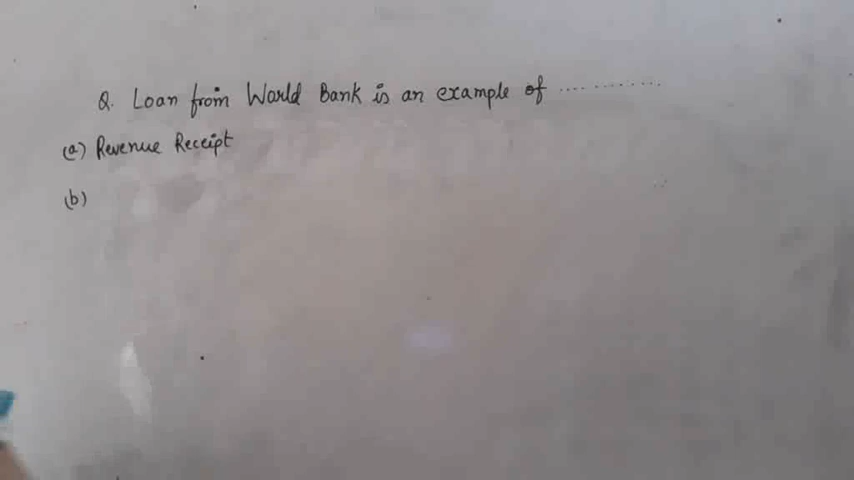 Q. Loan from World Bank is an example of .............
(a) Revenue Receipt
(b)